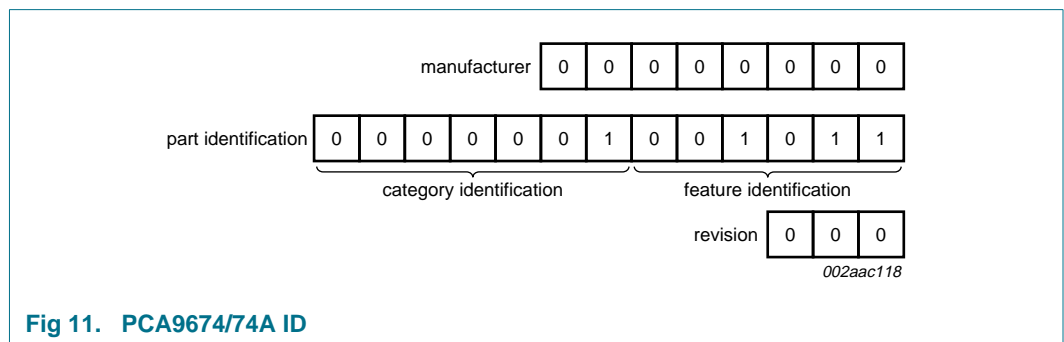 manufacturer 0 0 0 0 0 0 0 0
part identification 0 0 0 0 0 0 1 0 0 1 0 1 1
category identification feature identification
revision 0 0 0
002aac118
Fig 11. PCA9674/74A ID